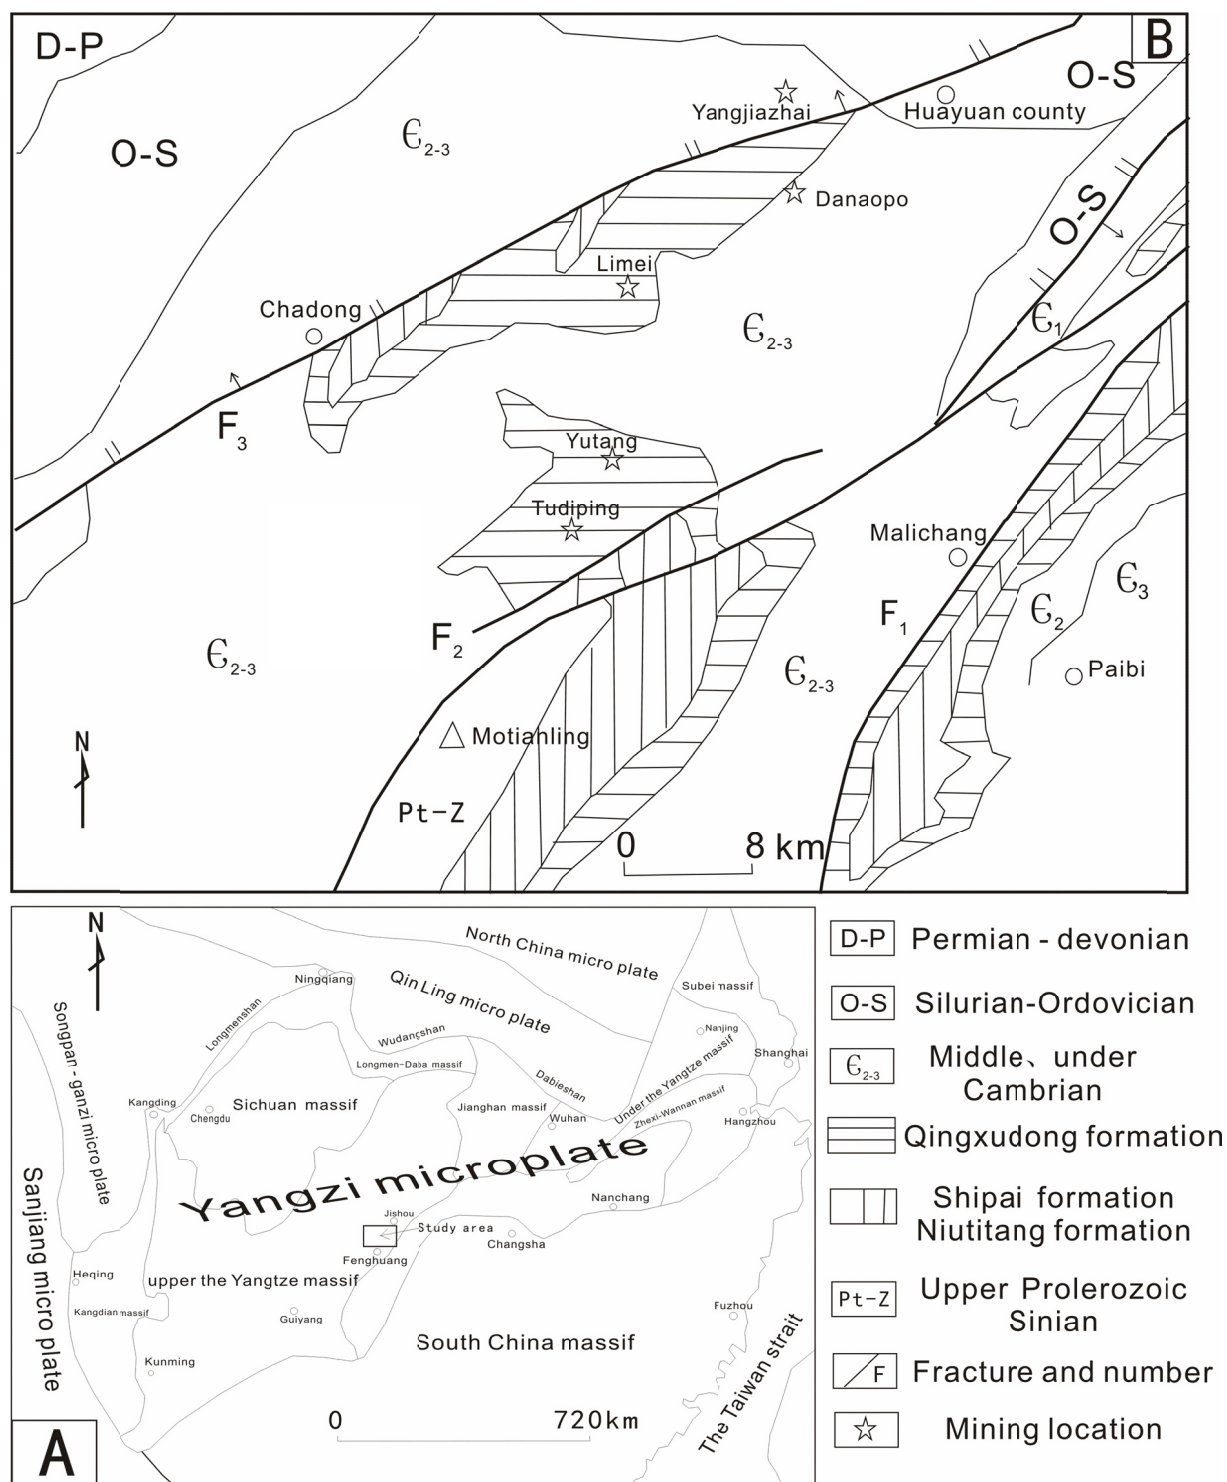 D-P
B
O-S
Yangjiazhai
Huayuan county
Є2-3
O-S
Danaopo
O-S
Limei
Chadong
Є2-3
Є1
F3
Yutang
Tudiping
Malichang
Є3
F1
Є2
F2
Є2-3
Є2-3
Paibi
N
Motianling
Pt-Z
0 8 km
N
North China micro plate
Ningqiang
QinLing micro plate
Subei massif
Songpan - ganzi micro plate
Longmenshan
Wudangshan
Nanjing
Longmen-Daba massif
Under the Yangtze massif
Shanghai
Dabieshan
Kangding
Chengdu
Sichuan massif
Jianghan massif
Wuhan
Zhexi-Wannan massif
Hangzhou
Yangzi microplate
Sanjiang micro plate
Nanchang
Jishou
Study area
Changsha
Fenghuang
Heqing
upper the Yangtze massif
Kangdian massif
Guiyang
Fuzhou
South China massif
Kunming
The Taiwan strait
0 720km
A
D-P Permian - devonian
O-S Silurian-Ordovician
Є2-3 Middle、under
Cambrian
Qingxudong formation
Shipai formation
Niutitang formation
Pt-Z Upper Prolerozoic
Sinian
F Fracture and number
Mining location